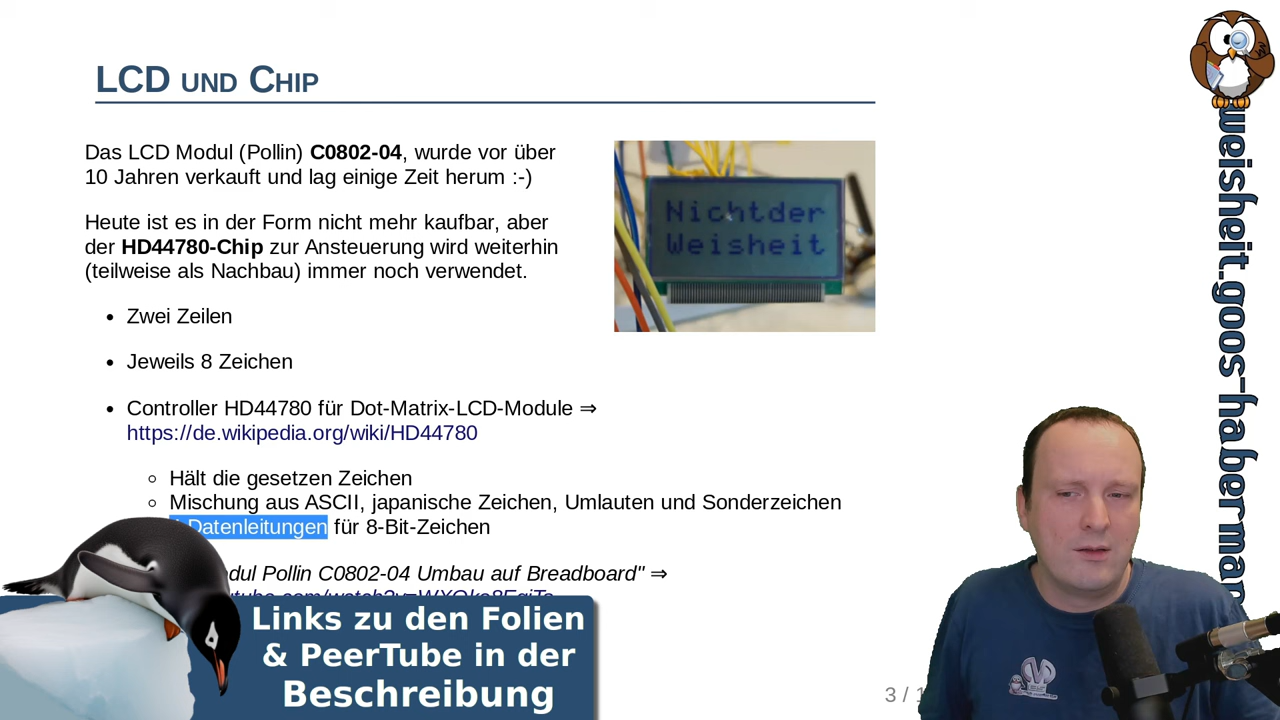 LCD UND CHIP
Das LCD Modul (Pollin) C0802-04, wurde vor über
10 Jahren verkauft und lag einige Zeit herum :-)
Heute ist es in der Form nicht mehr kaufbar, aber
der HD44780-Chip zur Ansteuerung wird weiterhin
(teilweise als Nachbau) immer noch verwendet.
Nichtder
Weisheit
• Zwei Zeilen
• Jeweils 8 Zeichen
• Controller HD44780 für Dot-Matrix-LCD-Module ⇒
https://de.wikipedia.org/wiki/HD44780
◦ Hält die gesetzen Zeichen
◦ Mischung aus ASCII, japanische Zeichen, Umlauten und Sonderzeichen
Datenleitungen für 8-Bit-Zeichen
Pollin C0802-04 Umbau auf Breadboard" ⇒
Links zu den Folien
& PeerTube in der
Beschreibung
3 /
weisheit.goos-haberman